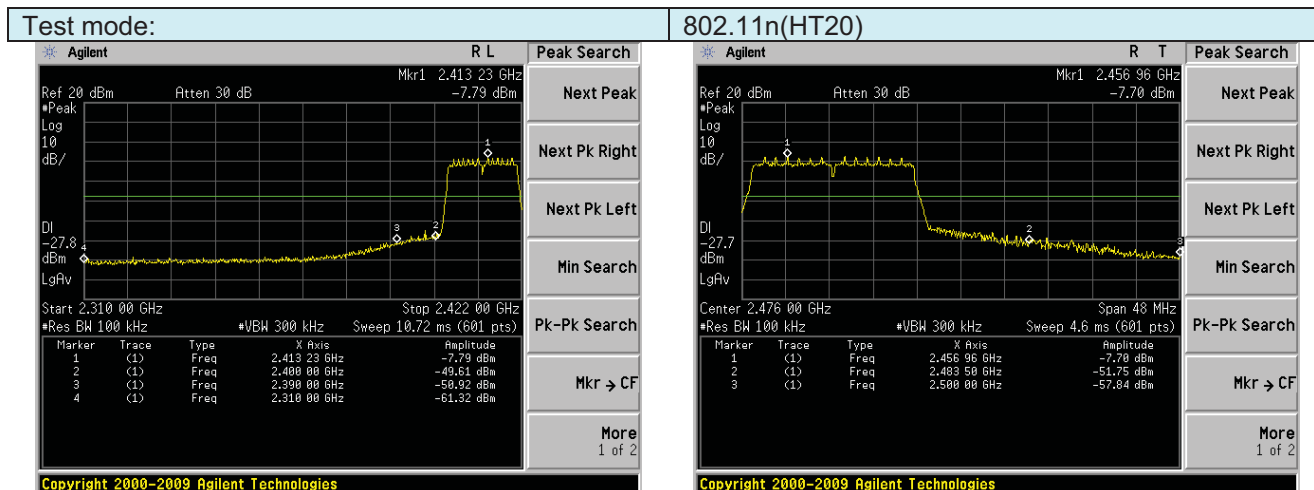 Test mode: 802.11n(HT20)
Agilent R L Peak Search
Mkr1 2.413 23 GHz
Ref 20 dBm Atten 30 dB -7.79 dBm
Next Peak
#Peak
Log
10
dB/
1
Next Pk Right
Next Pk Left
DI
-27.8
dBm
LgAv
3
2
4
Min Search
Start 2.310 00 GHz Stop 2.422 00 GHz
#Res BW 100 kHz #VBW 300 kHz Sweep 10.72 ms (601 pts)
Pk-Pk Search
Marker Trace Type X Axis Amplitude
1 (1) Freq 2.413 23 GHz -7.79 dBm
2 (1) Freq 2.400 00 GHz -49.61 dBm
3 (1) Freq 2.390 00 GHz -50.92 dBm
4 (1) Freq 2.310 00 GHz -61.32 dBm
Mkr → CF
More
1 of 2
Copyright 2000-2009 Agilent Technologies
Agilent R T Peak Search
Mkr1 2.456 96 GHz
Ref 20 dBm Atten 30 dB -7.70 dBm
Next Peak
#Peak
Log
10
dB/
1
Next Pk Right
Next Pk Left
DI
-27.7
dBm
LgAv
2
3
Min Search
Center 2.476 00 GHz Span 48 MHz
#Res BW 100 kHz #VBW 300 kHz Sweep 4.6 ms (601 pts)
Pk-Pk Search
Marker Trace Type X Axis Amplitude
1 (1) Freq 2.456 96 GHz -7.70 dBm
2 (1) Freq 2.483 50 GHz -51.75 dBm
3 (1) Freq 2.500 00 GHz -57.84 dBm
Mkr → CF
More
1 of 2
Copyright 2000-2009 Agilent Technologies